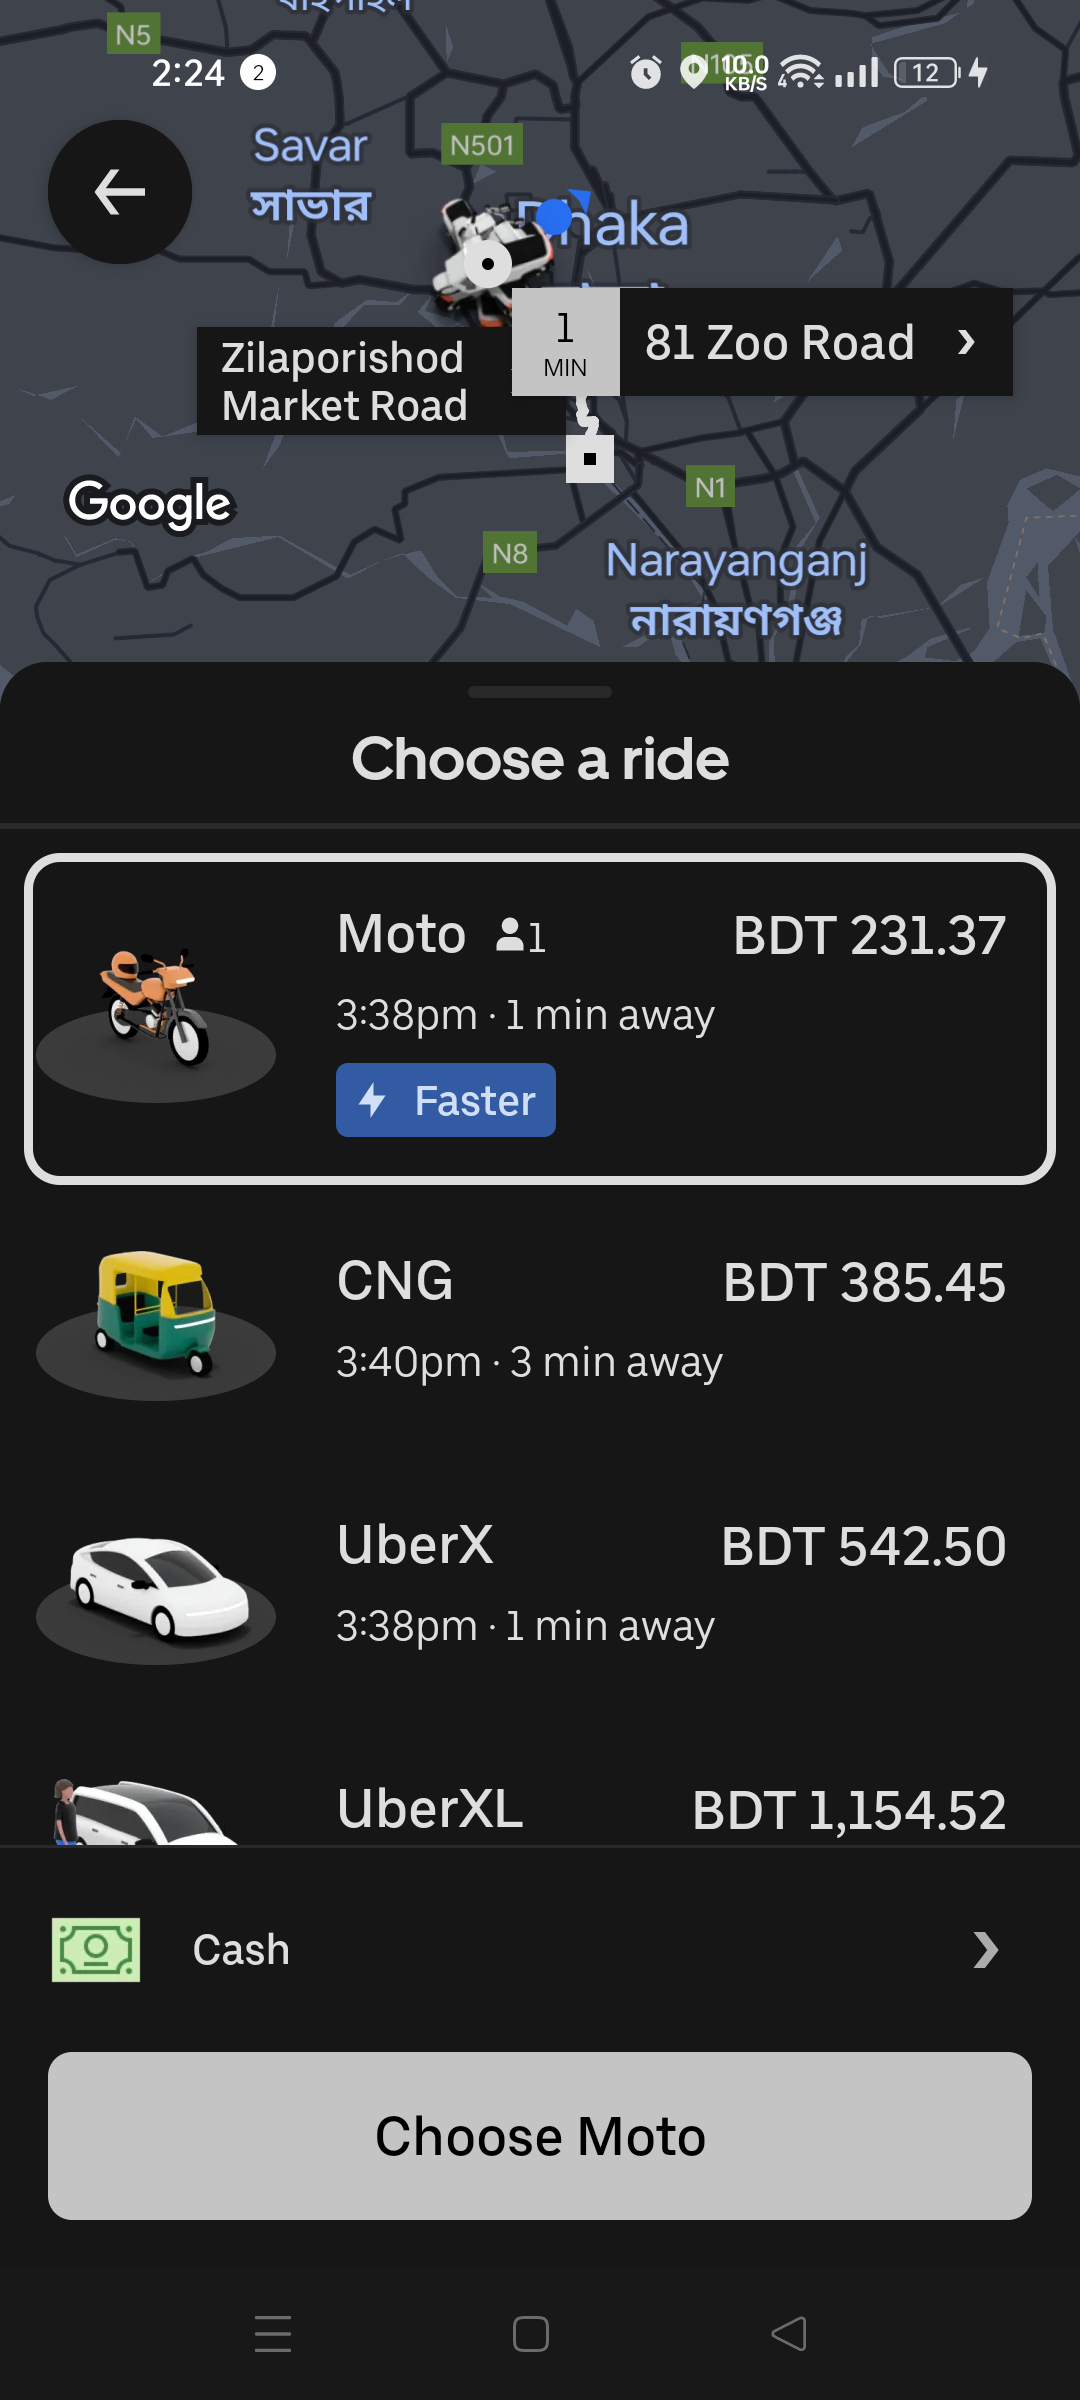 N5
2:24 2
10.0
KB/S
4
12
Savar
সাভার
N501
Dhaka
1
MIN
81 Zoo Road
Zilaporishod
Market Road
Google
N1
N8
Narayanganj
নারায়ণগঞ্জ
Choose a ride
Moto 1 BDT 231.37
3:38pm · 1 min away
Faster
CNG BDT 385.45
3:40pm · 3 min away
UberX BDT 542.50
3:38pm · 1 min away
UberXL BDT 1,154.52
Cash
Choose Moto